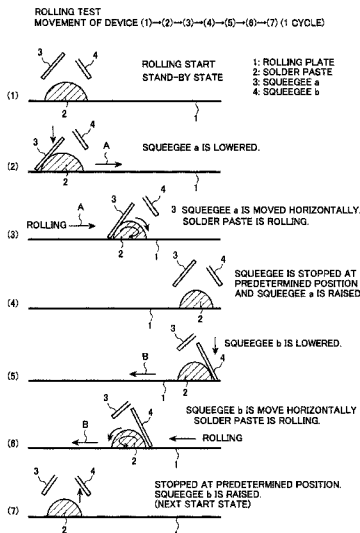 ROLLING TEST
MOVEMENT OF DEVICE (1)→(2)→(3)→(4)→(5)→(6)→(7) (1 CYCLE)
ROLLING START
STAND-BY STATE
1: ROLLING PLATE
2: SOLDER PASTE
3: SQUEEGEE a
4: SQUEEGEE b
3
4
(1)
2
1
3
4
A
SQUEEGEE a IS LOWERED.
(2)
2
1
A
3
4
ROLLING
3 SQUEEGEE a IS MOVED HORIZONTALLY.
SOLDER PASTE IS ROLLING.
(3)
2
1
3
4
SQUEEGEE IS STOPPED AT
PREDETERMINED POSITION
AND SQUEEGEE a IS RAISED
(4)
1
2
3
SQUEEGEE b IS LOWERED.
B
4
(5)
1
2
3
4
SQUEEGEE b IS MOVE HORIZONTALLY
SOLDER PASTE IS ROLLING.
B
ROLLING
(6)
2
1
3
4
STOPPED AT PREDETERMINED POSITION.
SQUEEGEE b IS RAISED.
(NEXT START STATE)
(7)
2
1